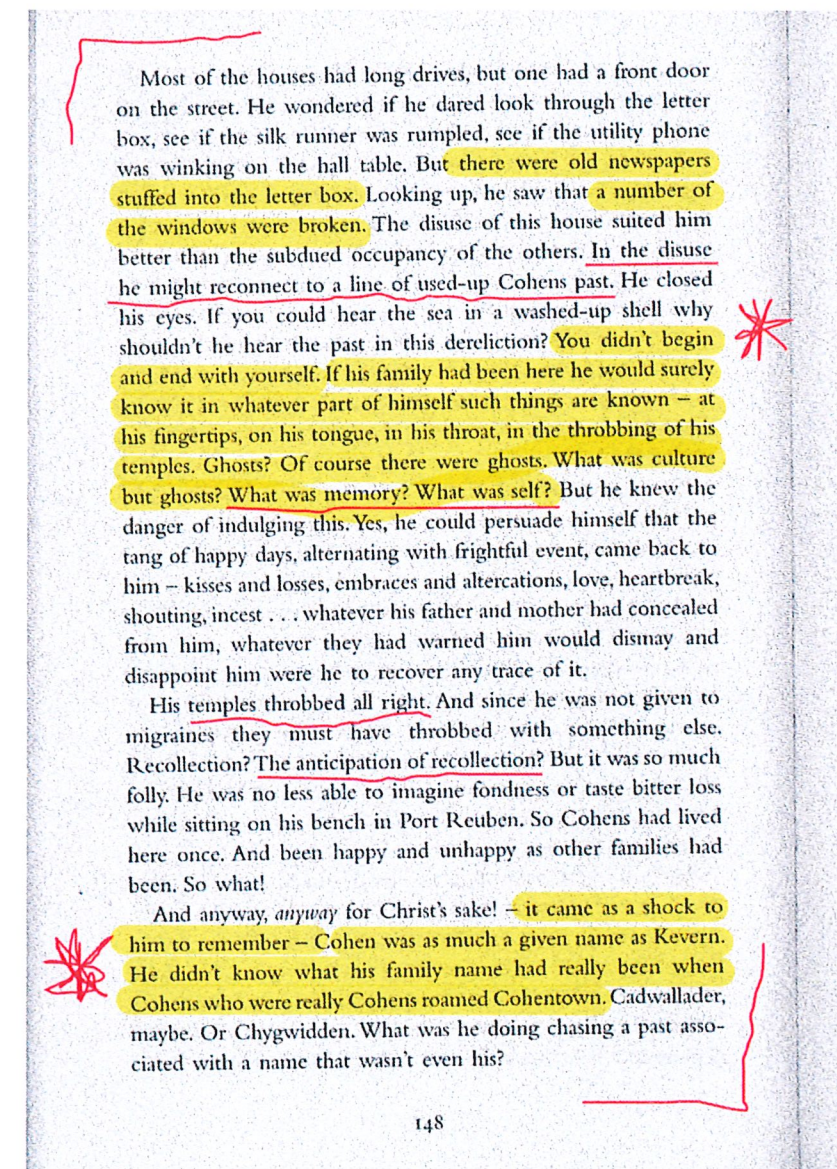 Most of the houses had long drives, but one had a front door
on the street. He wondered if he dared look through the letter
box, see if the silk runner was rumpled, see if the utility phone
was winking on the hall table. But there were old newspapers
stuffed into the letter box. Looking up, he saw that a number of
the windows were broken. The disuse of this house suited him
better than the subdued occupancy of the others. In the disuse
he might reconnect to a line of used-up Cohens past. He closed
his eyes. If you could hear the sea in a washed-up shell why
shouldn't he hear the past in this dereliction? You didn't begin
and end with yourself. If his family had been here he would surely
know it in whatever part of himself such things are known – at
his fingertips, on his tongue, in his throat, in the throbbing of his
temples. Ghosts? Of course there were ghosts. What was culture
but ghosts? What was memory? What was self? But he knew the
danger of indulging this. Yes, he could persuade himself that the
tang of happy days, alternating with frightful event, came back to
him – kisses and losses, embraces and altercations, love, heartbreak,
shouting, incest . . . whatever his father and mother had concealed
from him, whatever they had warned him would dismay and
disappoint him were he to recover any trace of it.
His temples throbbed all right. And since he was not given to
migraines they must have throbbed with something else.
Recollection? The anticipation of recollection? But it was so much
folly. He was no less able to imagine fondness or taste bitter loss
while sitting on his bench in Port Reuben. So Cohens had lived
here once. And been happy and unhappy as other families had
been. So what!
And anyway, anyway for Christ's sake! – it came as a shock to
him to remember – Cohen was as much a given name as Kevern.
He didn't know what his family name had really been when
Cohens who were really Cohens roamed Cohentown. Cadwallader,
maybe. Or Chygwidden. What was he doing chasing a past asso-
ciated with a name that wasn't even his?
148